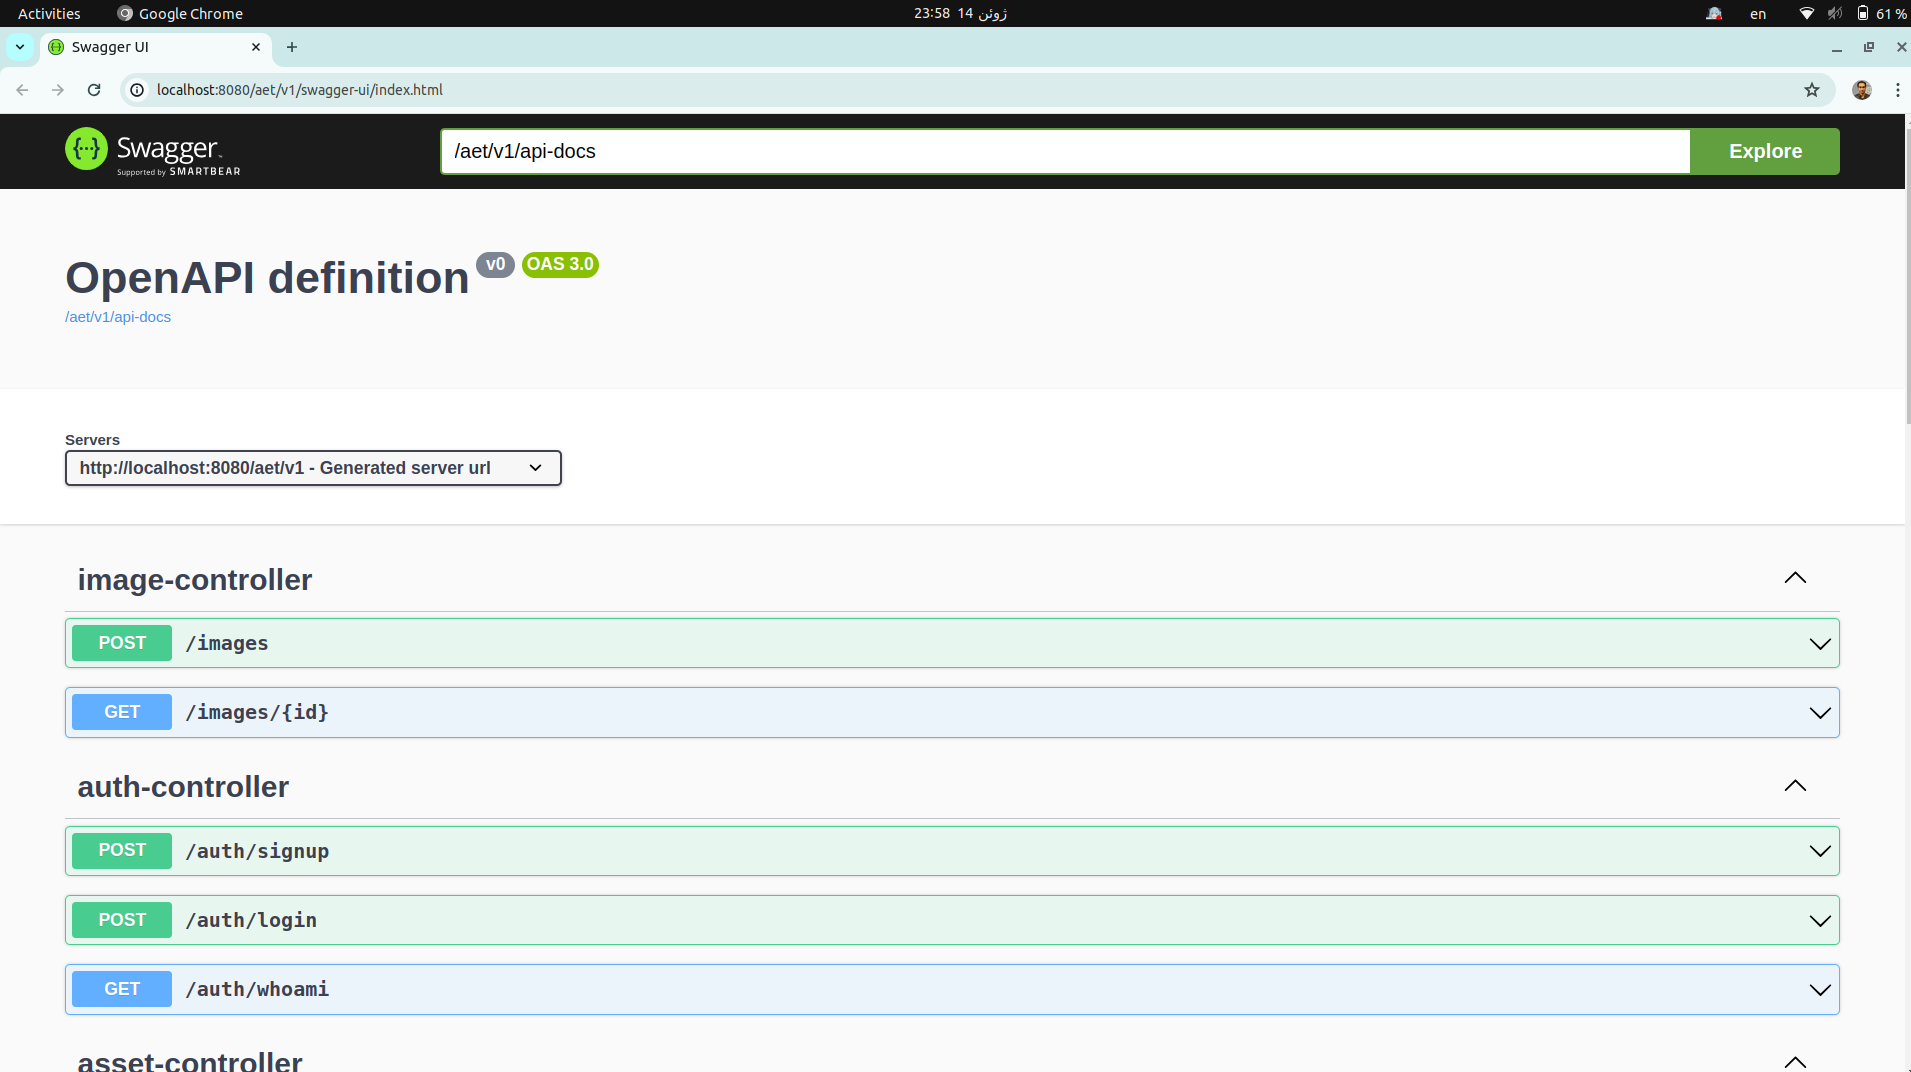 Activities Google Chrome 23:58 14 ژوئن en 61 %
Swagger UI
localhost:8080/aet/v1/swagger-ui/index.html
Swagger
Supported by SMARTBEAR
/aet/v1/api-docs Explore
OpenAPI definition v0 OAS 3.0
/aet/v1/api-docs
Servers
http://localhost:8080/aet/v1 - Generated server url
image-controller
POST /images
GET /images/{id}
auth-controller
POST /auth/signup
POST /auth/login
GET /auth/whoami
asset-controller